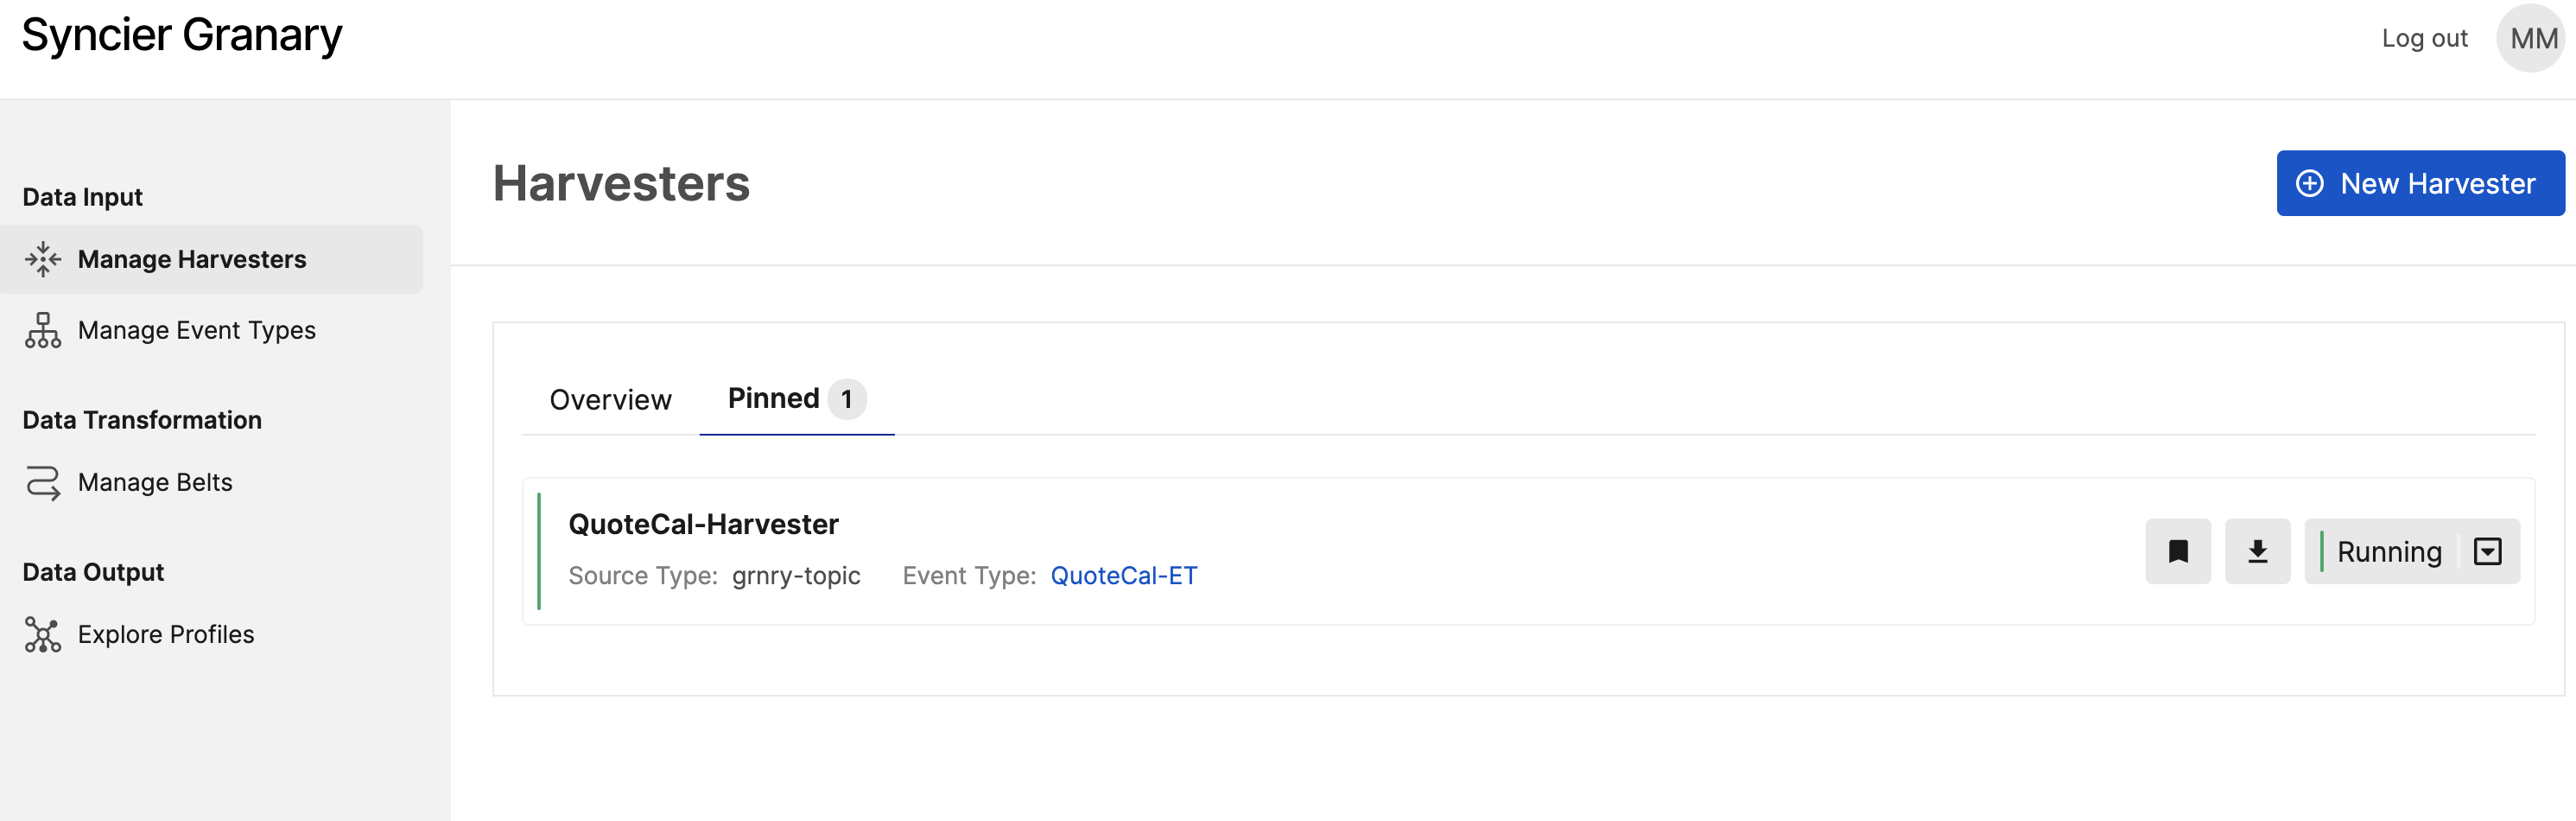 Syncier Granary
Log out
MM
Data Input
Manage Harvesters
Manage Event Types
Data Transformation
Manage Belts
Data Output
Explore Profiles
Harvesters
New Harvester
Overview
Pinned 1
QuoteCal-Harvester
Source Type: grnry-topic Event Type: QuoteCal-ET
Running